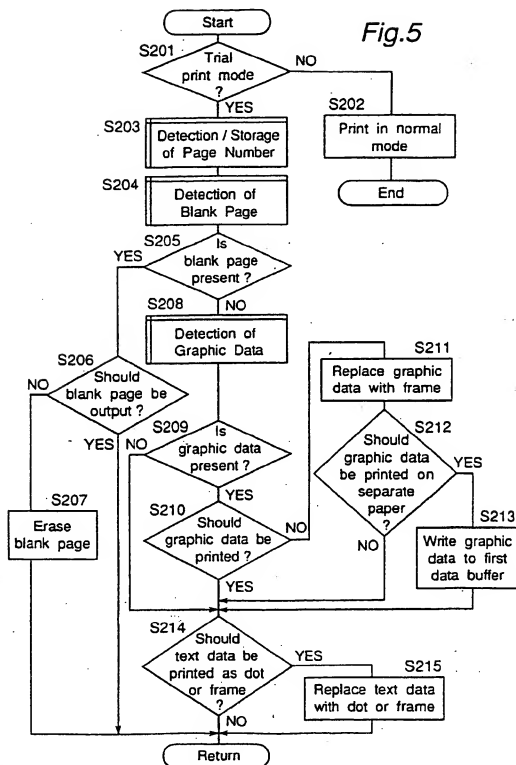 Fig.5
Start
S201
Trial
print mode
?
NO
YES
S202
Print in normal
mode
End
S203
Detection / Storage
of Page Number
S204
Detection of
Blank Page
S205
Is
blank page
present ?
YES
NO
S208
Detection of
Graphic Data
S206
Should
blank page be
output ?
NO
YES
S207
Erase
blank page
S209
Is
graphic data
present ?
NO
YES
S210
Should
graphic data be
printed ?
NO
YES
S211
Replace graphic
data with frame
S212
Should
graphic data
be printed on
separate paper
?
YES
NO
S213
Write graphic
data to first
data buffer
S214
Should
text data be
printed as dot
or frame
?
YES
NO
S215
Replace text data
with dot or frame
Return